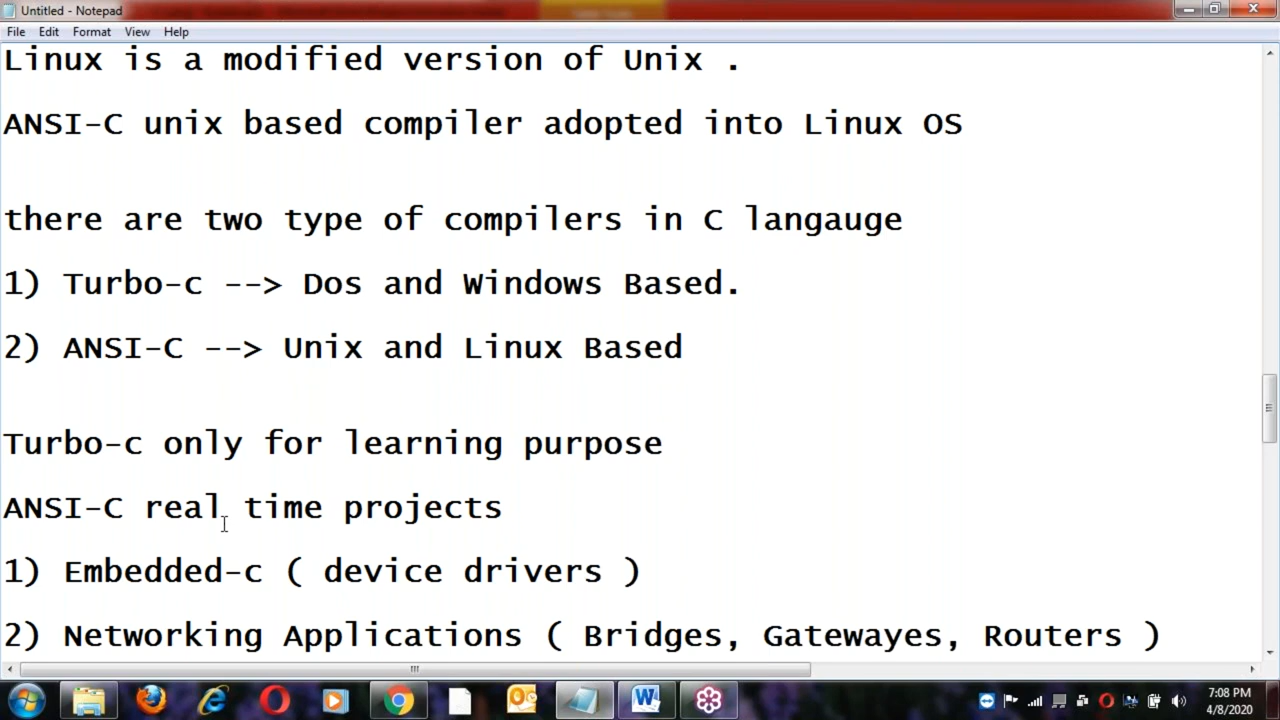 Untitled - Notepad
File Edit Format View Help
Linux is a modified version of Unix .
ANSI-C unix based compiler adopted into Linux OS
there are two type of compilers in C langauge
1) Turbo-c --> Dos and Windows Based.
2) ANSI-C --> Unix and Linux Based
Turbo-c only for learning purpose
ANSI-C real time projects
1) Embedded-c ( device drivers )
2) Networking Applications ( Bridges, Gatewayes, Routers )
7:08 PM
4/8/2020